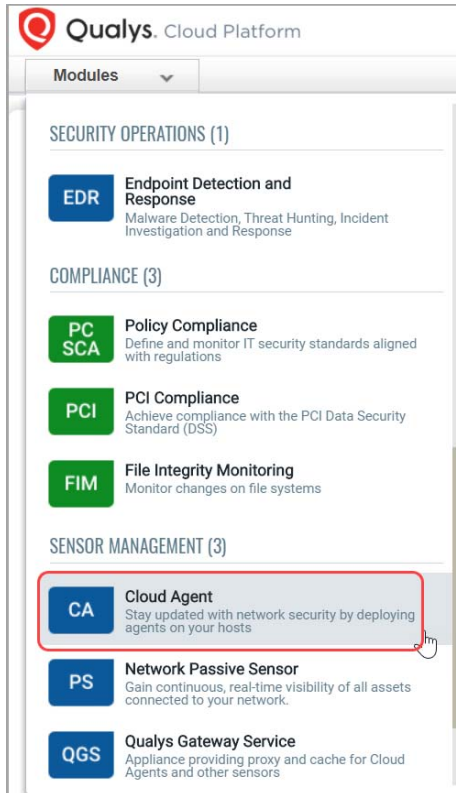 Qualys. Cloud Platform
Modules
SECURITY OPERATIONS (1)
EDR
Endpoint Detection and
Response
Malware Detection, Threat Hunting, Incident
Investigation and Response
COMPLIANCE (3)
PC
SCA
Policy Compliance
Define and monitor IT security standards aligned
with regulations
PCI
PCI Compliance
Achieve compliance with the PCI Data Security
Standard (DSS)
FIM
File Integrity Monitoring
Monitor changes on file systems
SENSOR MANAGEMENT (3)
CA
Cloud Agent
Stay updated with network security by deploying
agents on your hosts
PS
Network Passive Sensor
Gain continuous, real-time visibility of all assets
connected to your network.
QGS
Qualys Gateway Service
Appliance providing proxy and cache for Cloud
Agents and other sensors